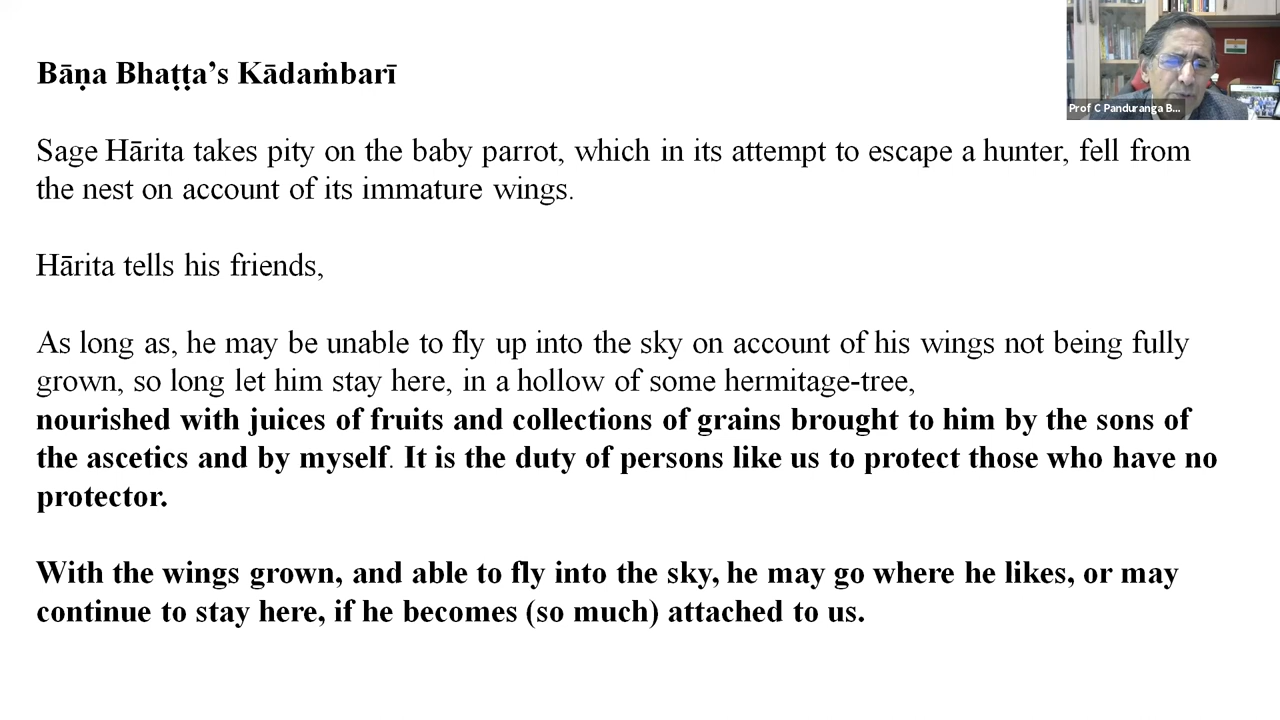 Bāṇa Bhaṭṭa’s Kādaṁbarī
Prof C Panduranga B...
Sage Hārita takes pity on the baby parrot, which in its attempt to escape a hunter, fell from
the nest on account of its immature wings.
Hārita tells his friends,
As long as, he may be unable to fly up into the sky on account of his wings not being fully
grown, so long let him stay here, in a hollow of some hermitage-tree,
nourished with juices of fruits and collections of grains brought to him by the sons of
the ascetics and by myself. It is the duty of persons like us to protect those who have no
protector.
With the wings grown, and able to fly into the sky, he may go where he likes, or may
continue to stay here, if he becomes (so much) attached to us.